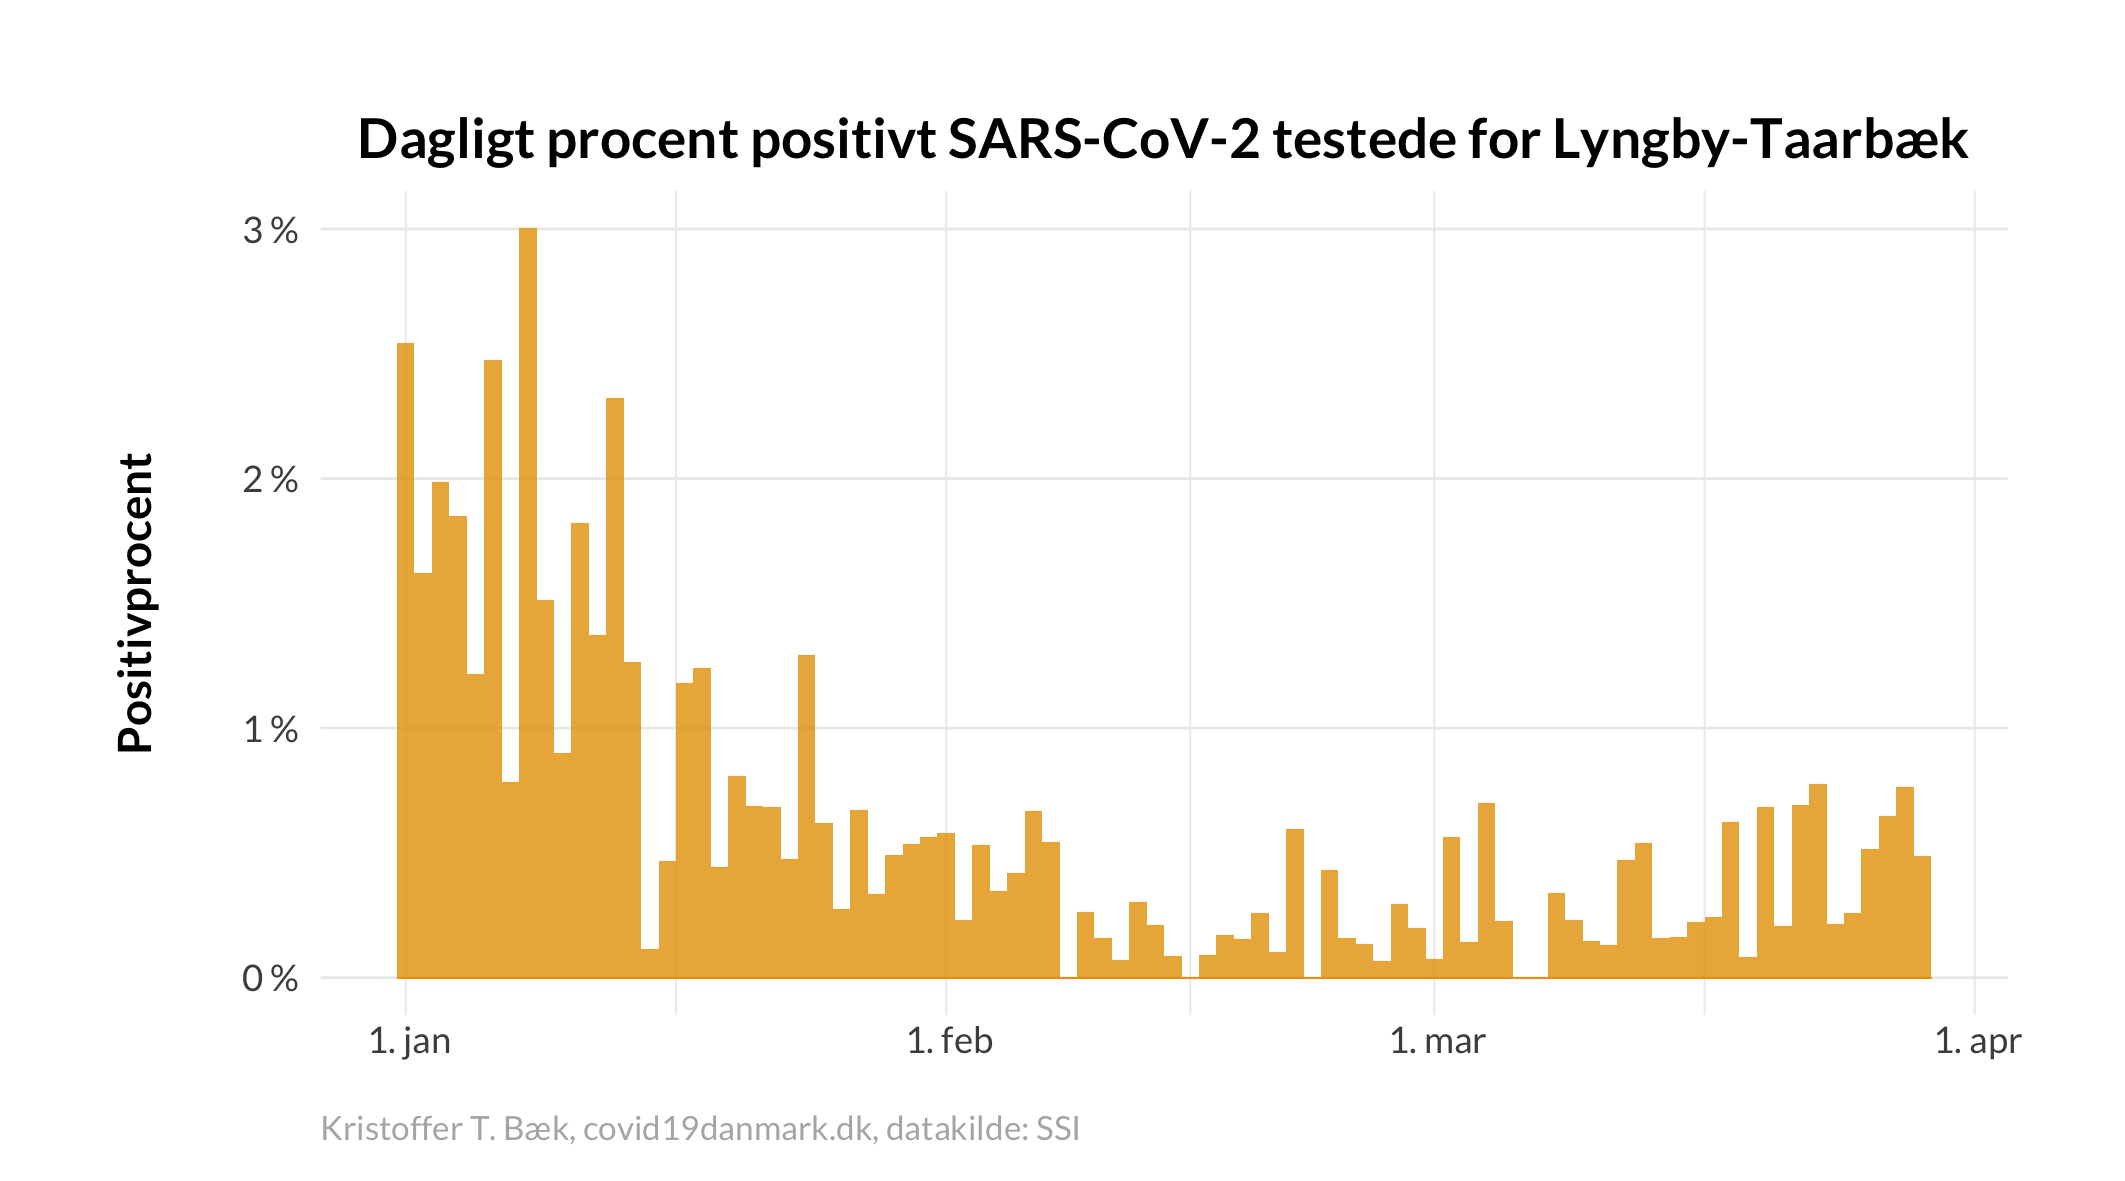 Dagligt procent positivt SARS-CoV-2 testede for Lyngby-Taarbæk
Positivprocent
3 %
2 %
1 %
0 %
1. jan
1. feb
1. mar
1. apr
Kristoffer T. Bæk, covid19danmark.dk, datakilde: SSI